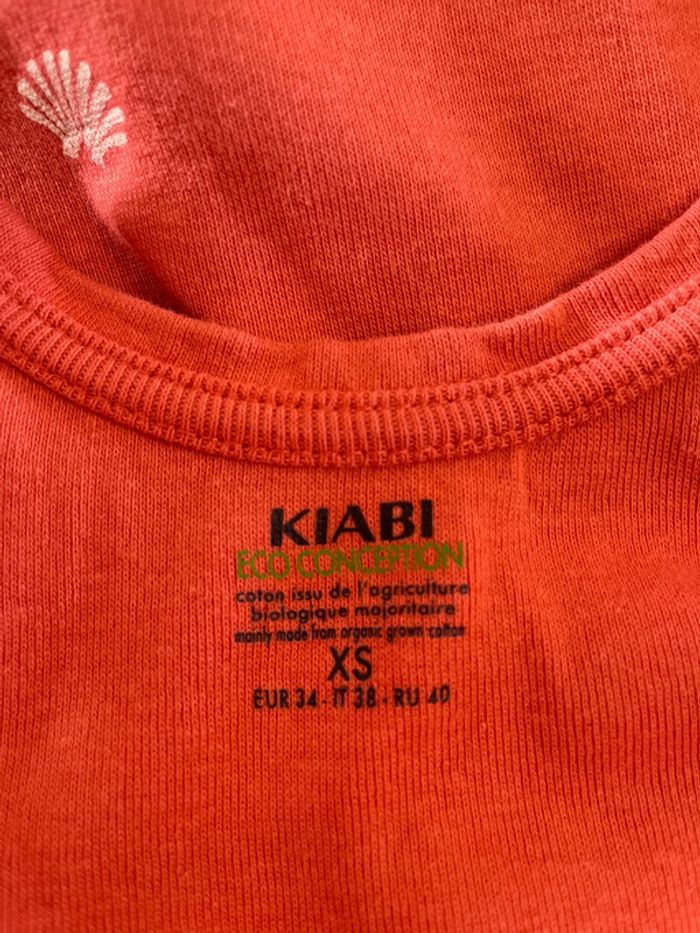 KIABI
ECO CONCEPTION
coton issu de l'agriculture
biologique majoritaire
mainly made from organic grown cotton
XS
EUR 34 - IT 38 - RU 40